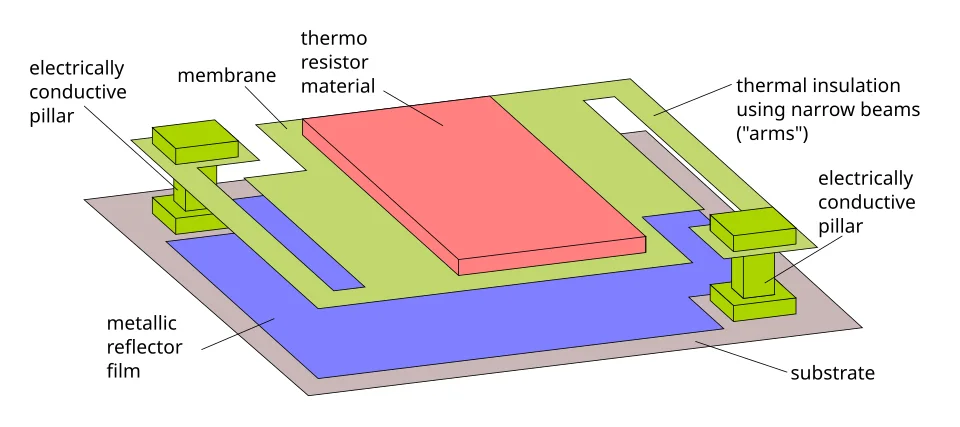 thermo
resistor
material
electrically
conductive
pillar
membrane
thermal insulation
using narrow beams
("arms")
electrically
conductive
pillar
metallic
reflector
film
substrate